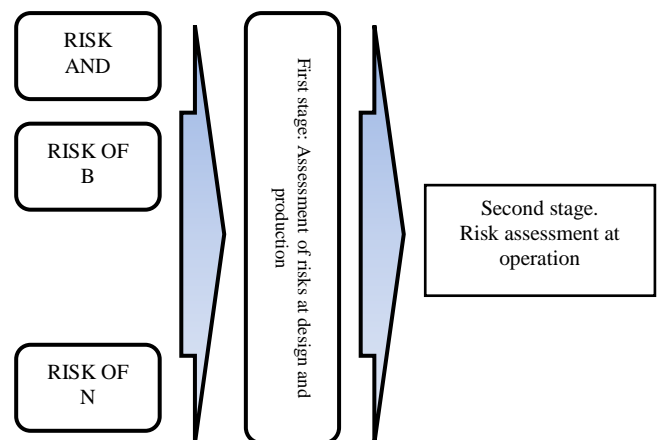 RISK
AND
RISK OF
B
RISK OF
N
First stage: Assessment of risks at design and
production
Second stage.
Risk assessment at
operation